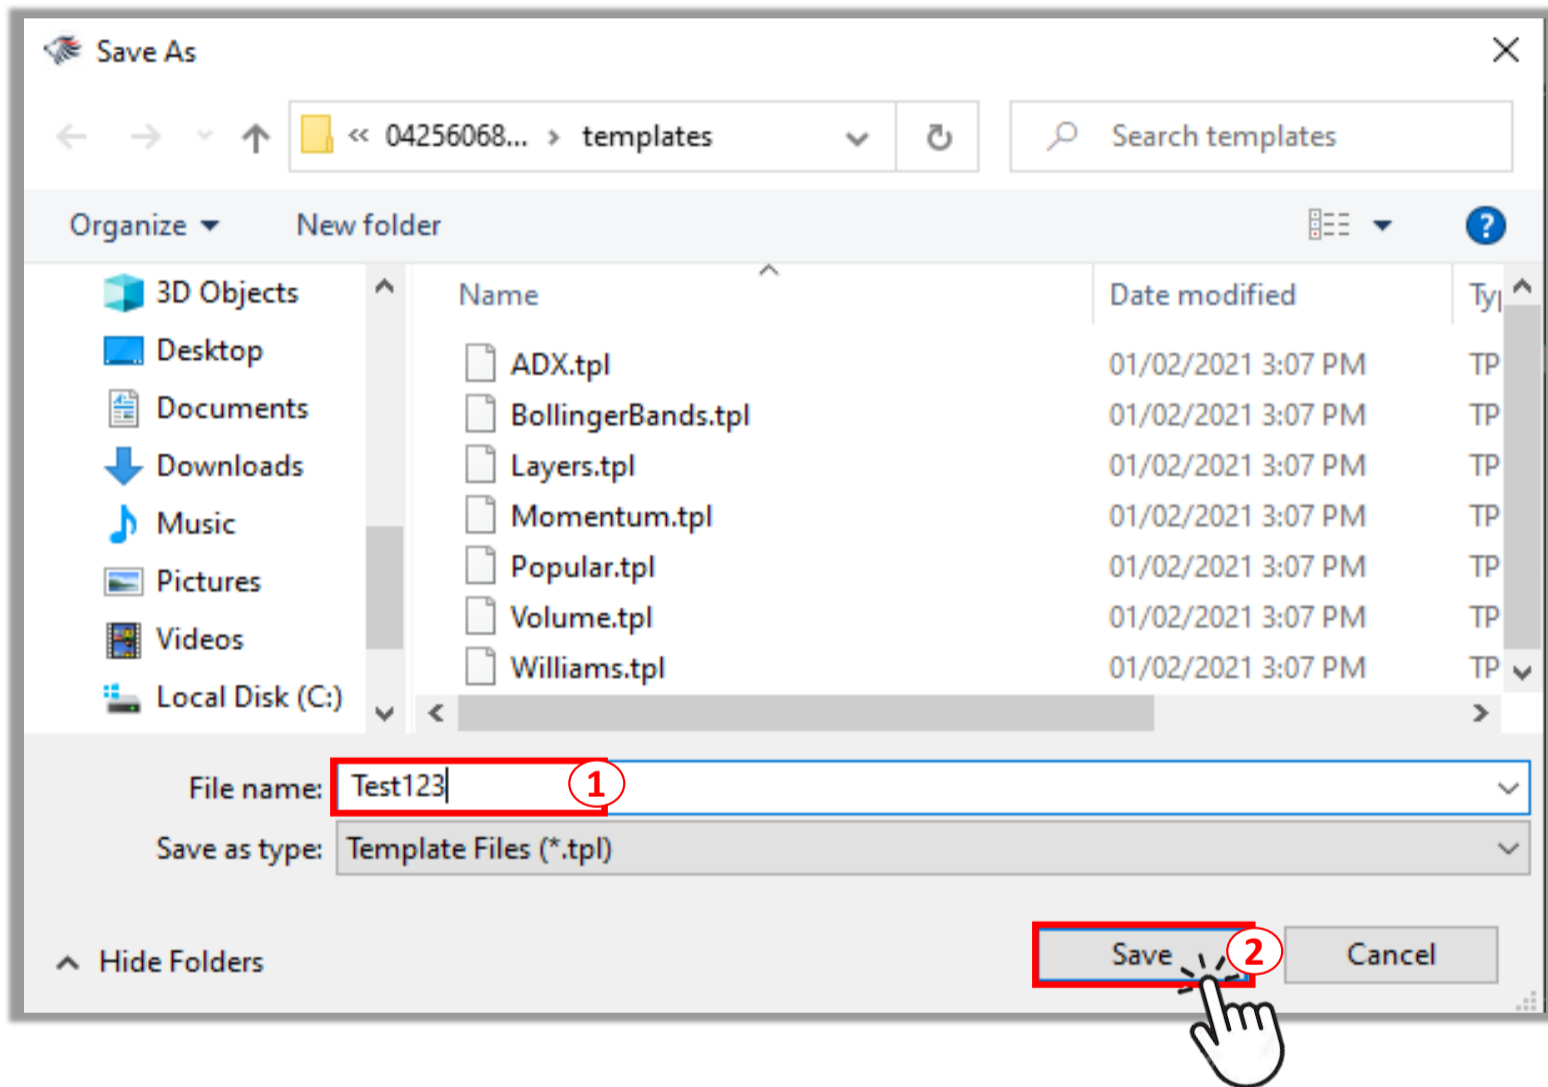 Save As
« 04256068... › templates
Search templates
Organize
New folder
?
3D Objects
Desktop
Documents
Downloads
Music
Pictures
Videos
Local Disk (C:)
Name Date modified
ADX.tpl 01/02/2021 3:07 PM TP
BollingerBands.tpl 01/02/2021 3:07 PM TP
Layers.tpl 01/02/2021 3:07 PM TP
Momentum.tpl 01/02/2021 3:07 PM TP
Popular.tpl 01/02/2021 3:07 PM TP
Volume.tpl 01/02/2021 3:07 PM TP
Williams.tpl 01/02/2021 3:07 PM TP
File name: Test123 1
Save as type: Template Files (*.tpl)
Hide Folders
Save 2 Cancel